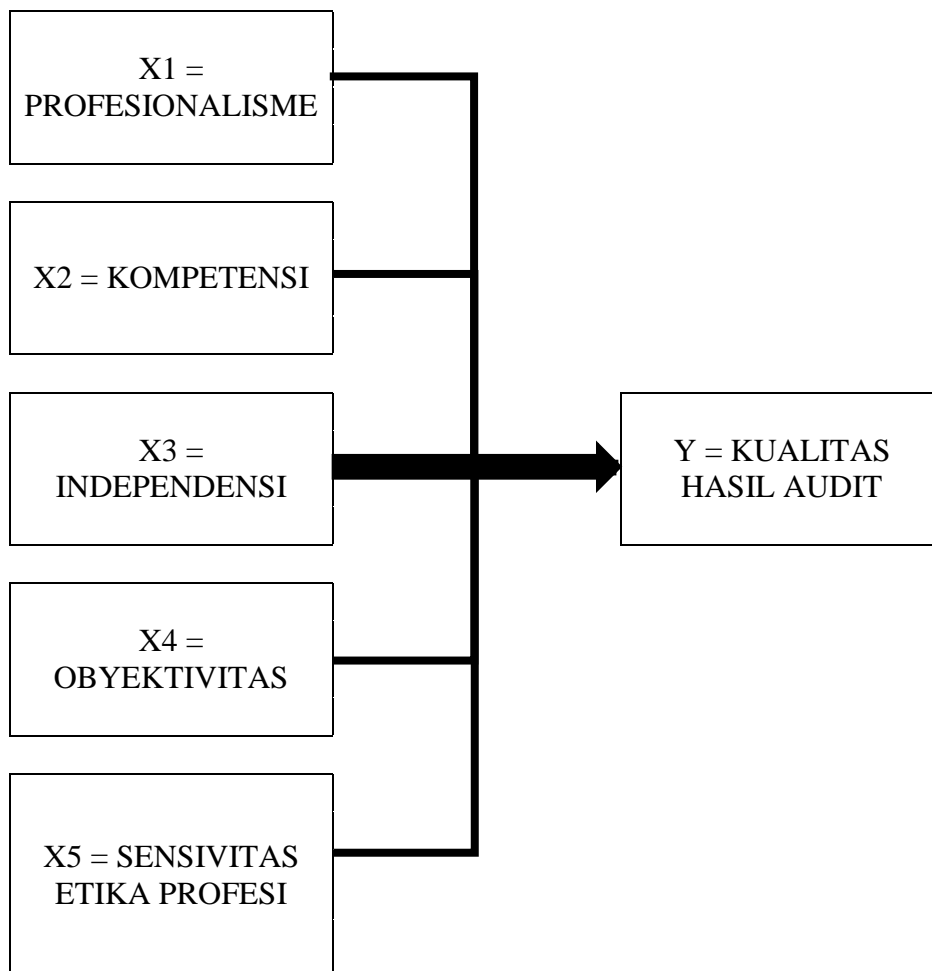 X1 =
PROFESIONALISME
X2 = KOMPETENSI
X3 =
INDEPENDENSI
Y = KUALITAS
HASIL AUDIT
X4 =
OBYEKTIVITAS
X5 = SENSIVITAS
ETIKA PROFESI